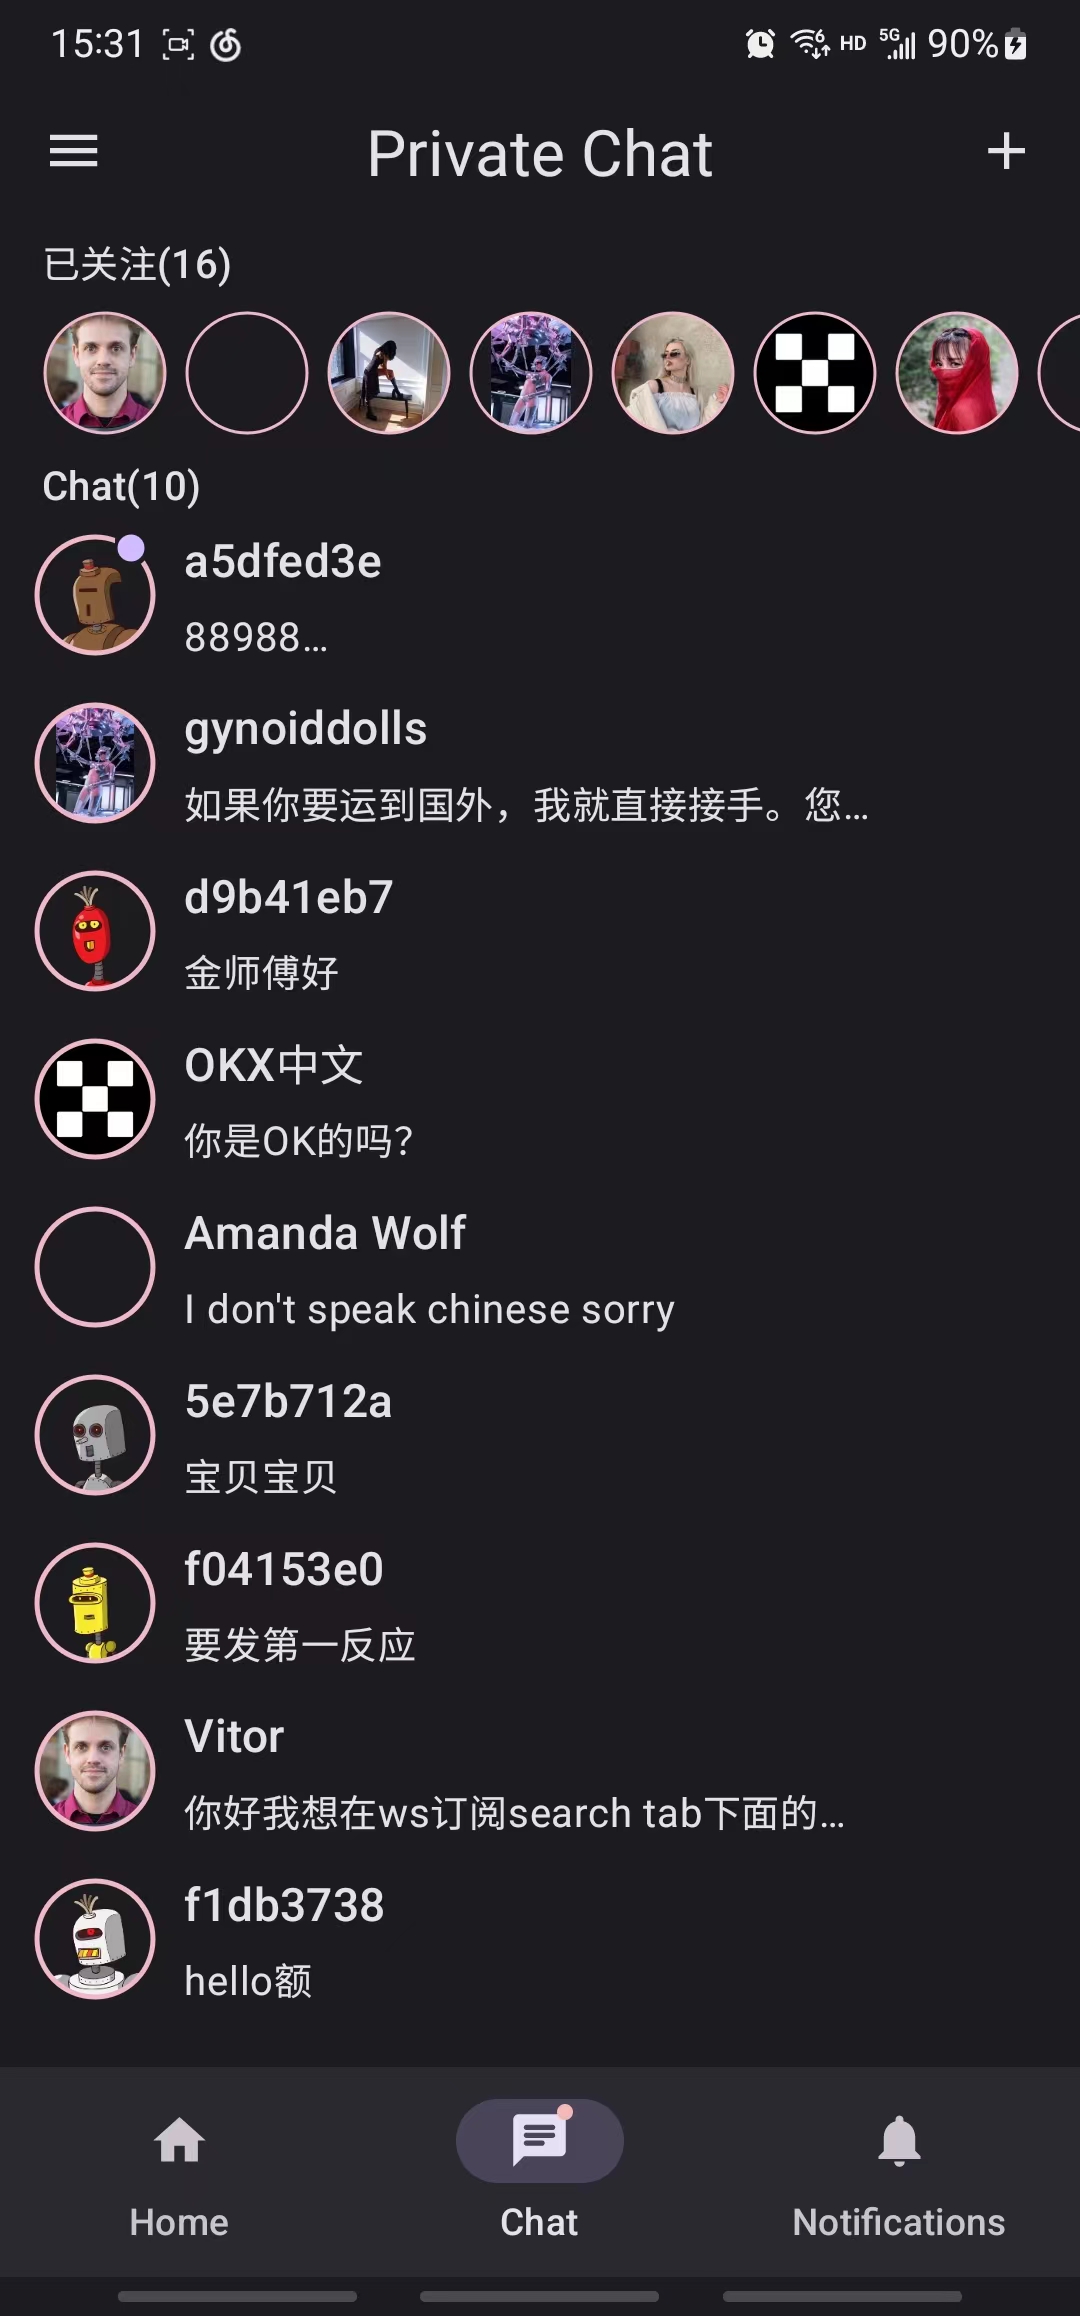 15:31 HD 5G 90%
Private Chat
已关注(16)
Chat(10)
a5dfed3e
88988...
gynoiddolls
如果你要运到国外，我就直接接手。您...
d9b41eb7
金师傅好
OKX中文
你是OK的吗？
Amanda Wolf
I don't speak chinese sorry
5e7b712a
宝贝宝贝
f04153e0
要发第一反应
Vitor
你好我想在ws订阅search tab下面的...
f1db3738
hello额
Home Chat Notifications